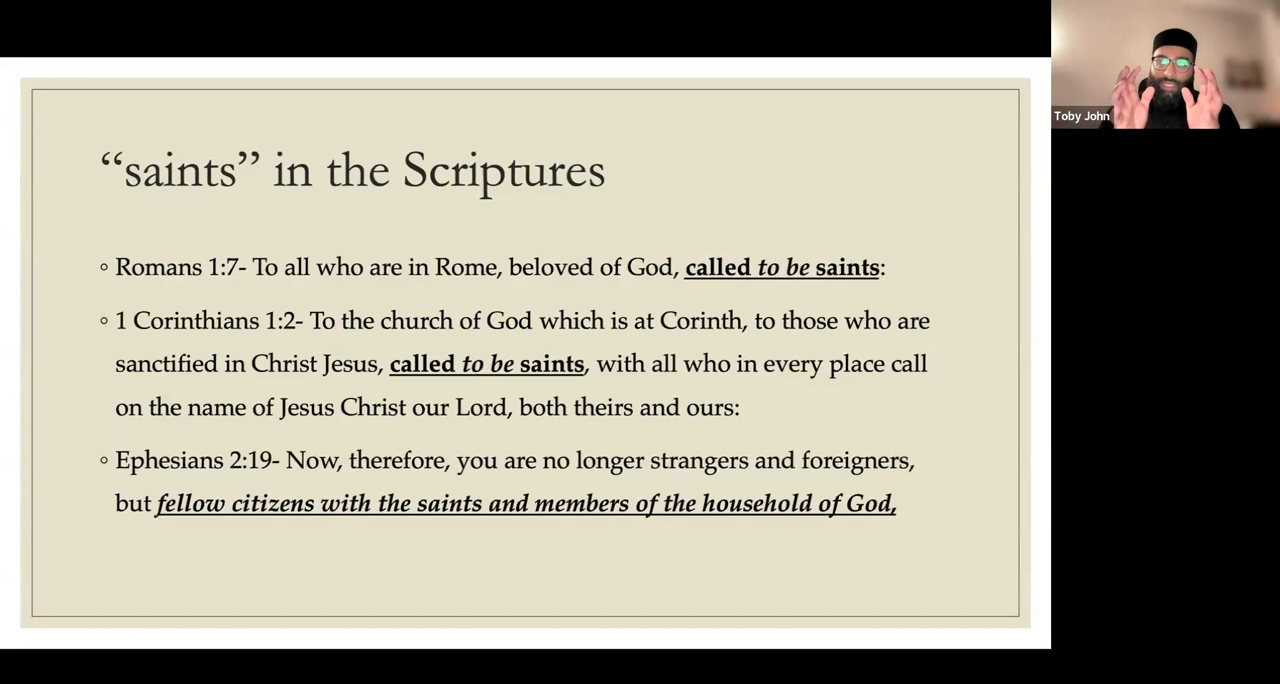 “saints” in the Scriptures
◦ Romans 1:7- To all who are in Rome, beloved of God, called to be saints:
◦ 1 Corinthians 1:2- To the church of God which is at Corinth, to those who are
sanctified in Christ Jesus, called to be saints, with all who in every place call
on the name of Jesus Christ our Lord, both theirs and ours:
◦ Ephesians 2:19- Now, therefore, you are no longer strangers and foreigners,
but fellow citizens with the saints and members of the household of God,
Toby John